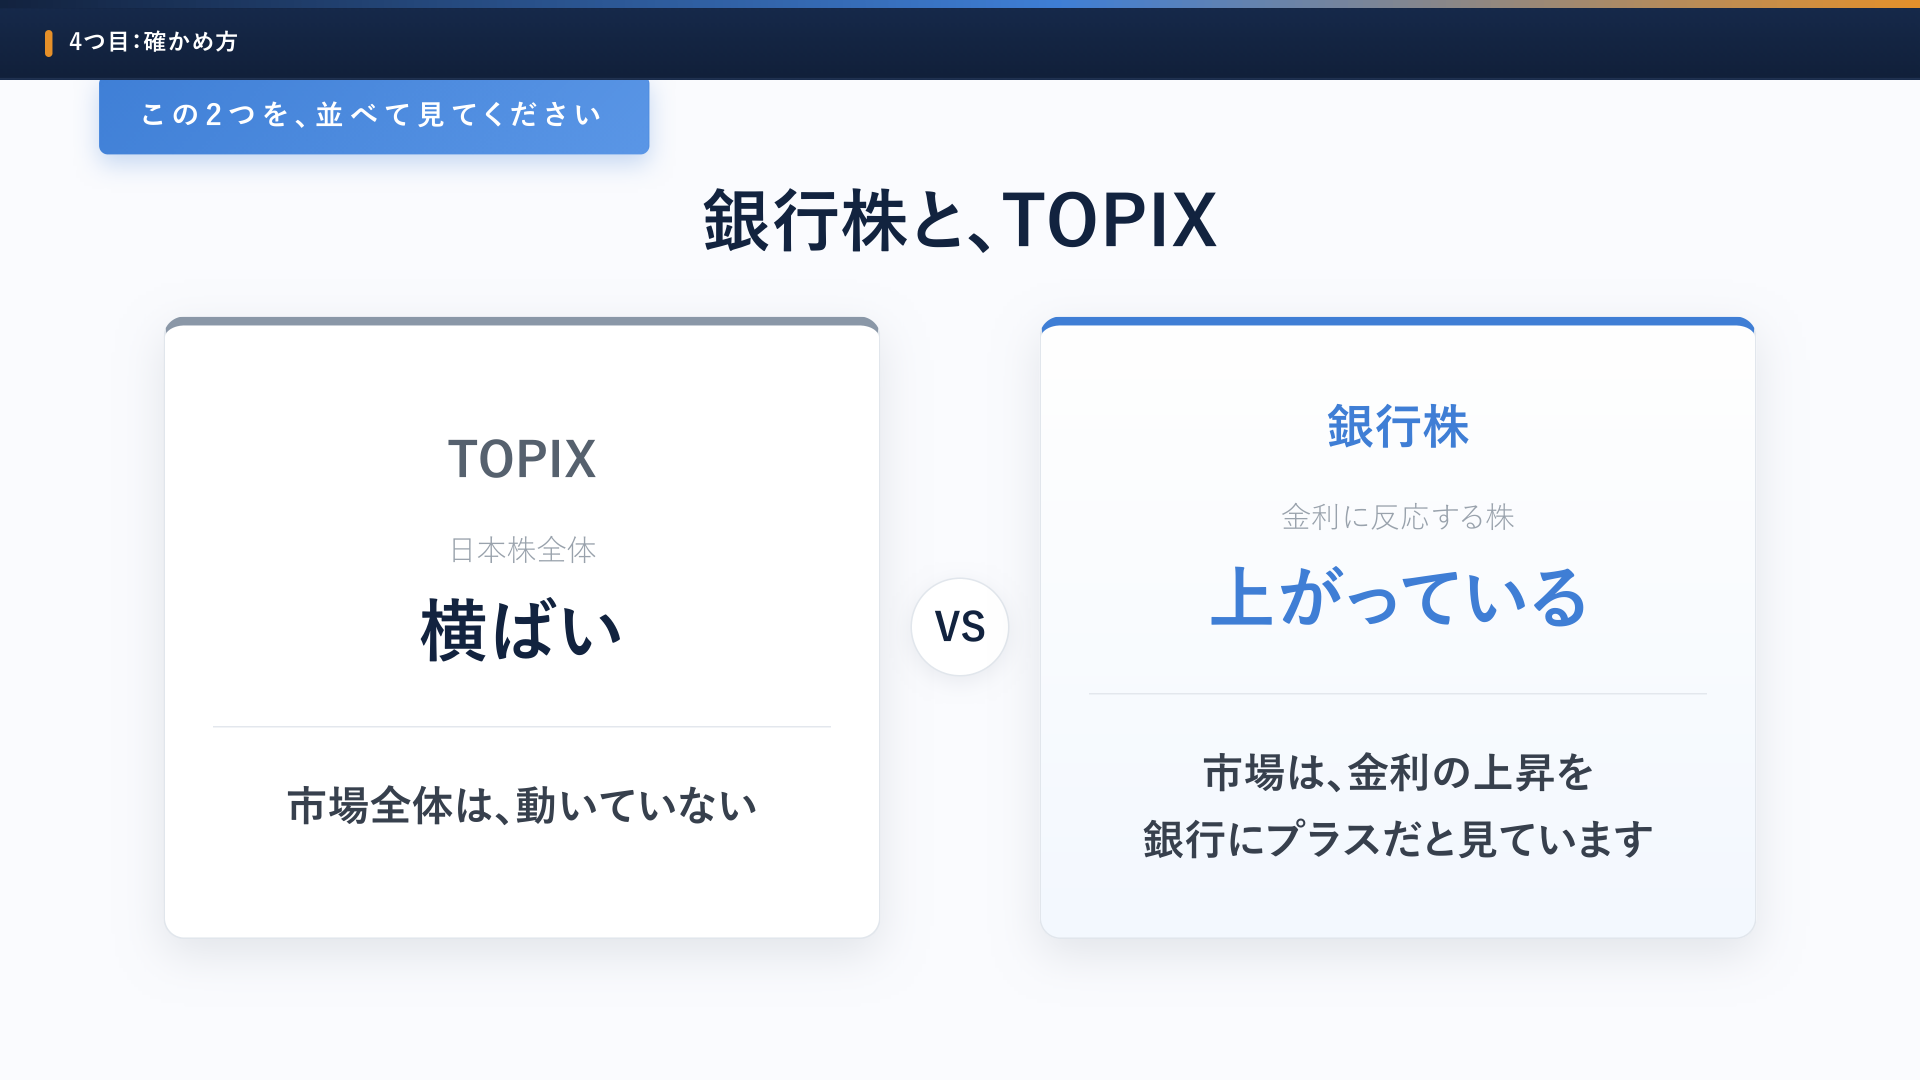 4つ目：確かめ方
この2つを、並べて見てください
銀行株と、TOPIX
TOPIX
日本株全体
横ばい
市場全体は、動いていない
VS
銀行株
金利に反応する株
上がっている
市場は、金利の上昇を
銀行にプラスだと見ています